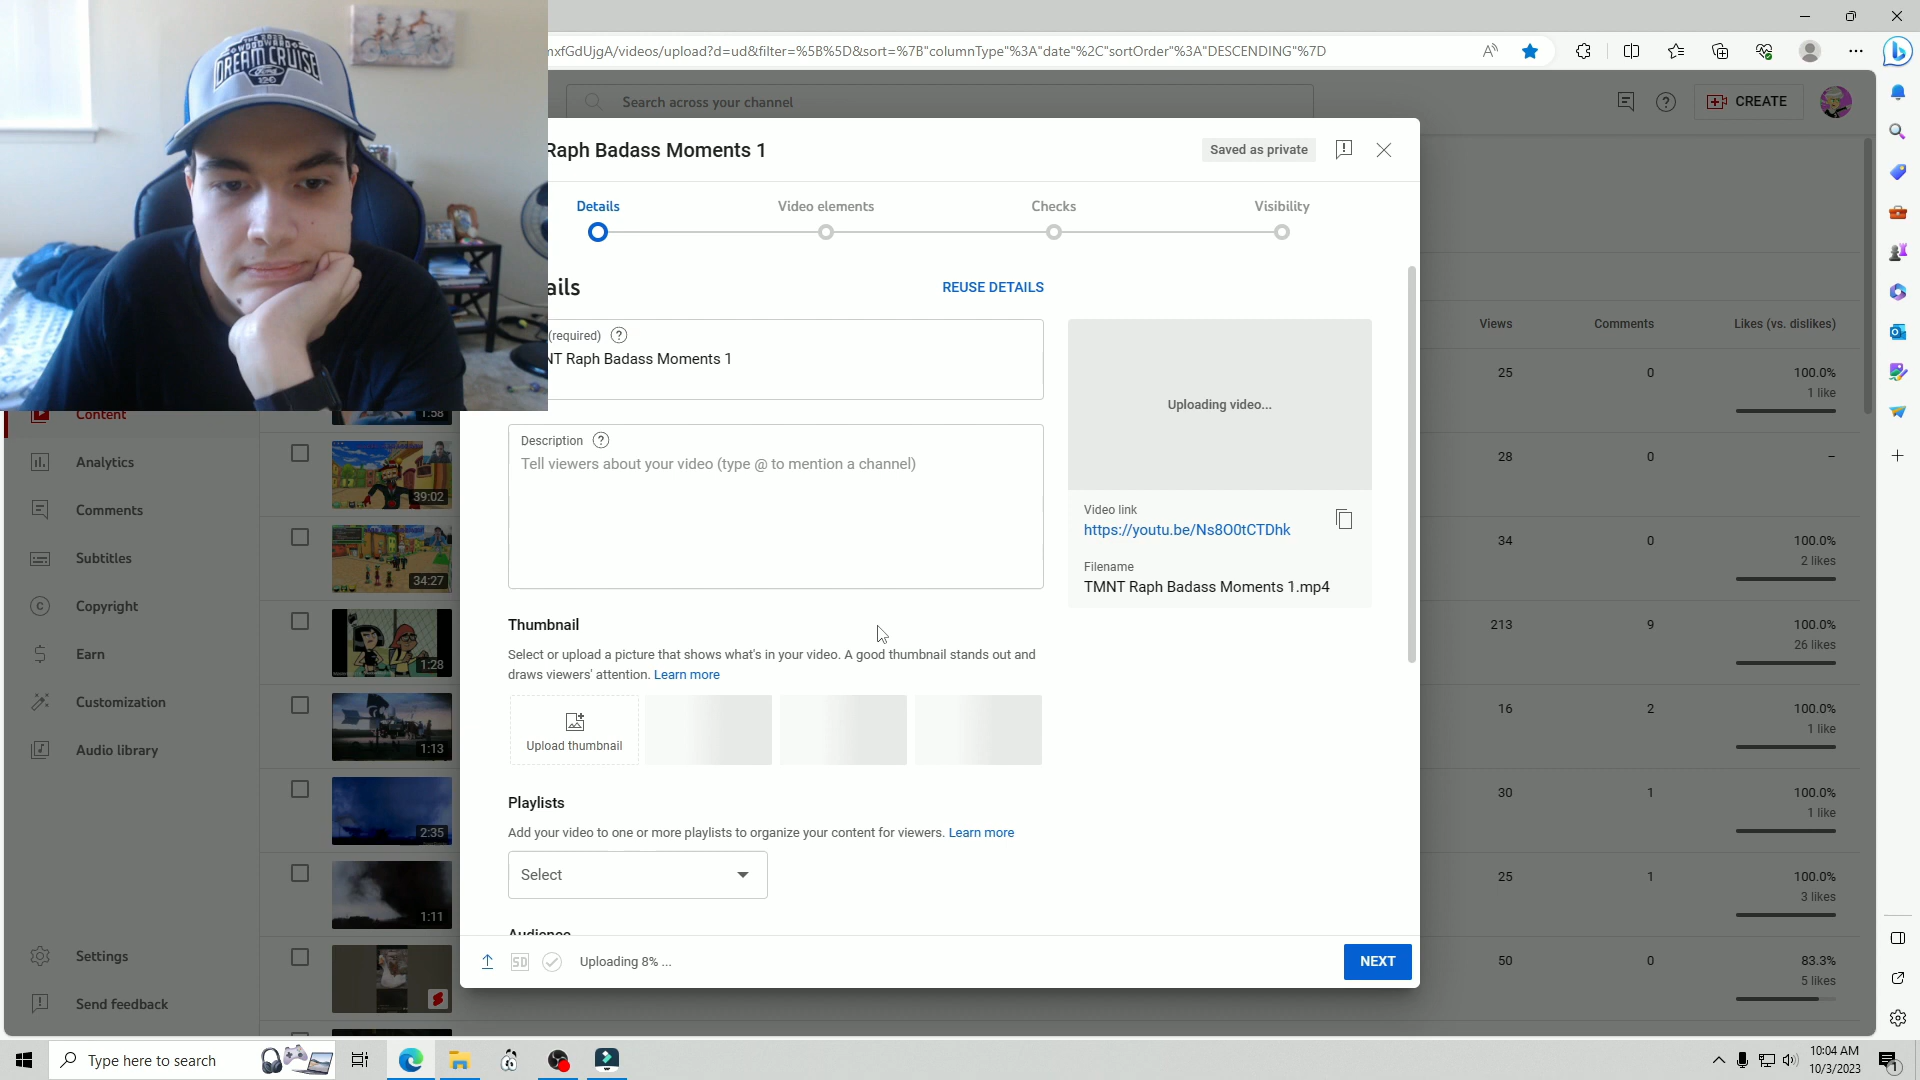 THE 2023
WOODWARD
DREAM CRUISE
Ford
nxfGdUjgA/videos/upload?d=ud&filter=%5B%5D&sort=%7B"columnType"%3A"date"%2C"sortOrder"%3A"DESCENDING"%7D
Search across your channel
CREATE
Raph Badass Moments 1
Saved as private
Details
Video elements
Checks
Visibility
ails
REUSE DETAILS
(required)
NT Raph Badass Moments 1
Uploading video...
Description
Tell viewers about your video (type @ to mention a channel)
Video link
https://youtu.be/Ns8O0tCTDhk
Filename
TMNT Raph Badass Moments 1.mp4
Thumbnail
Select or upload a picture that shows what's in your video. A good thumbnail stands out and
draws viewers' attention. Learn more
Upload thumbnail
Playlists
Add your video to one or more playlists to organize your content for viewers. Learn more
Select
Audience
SD
Uploading 8% ...
NEXT
Content
Analytics
Comments
Subtitles
Copyright
Earn
Customization
Audio library
Settings
Send feedback
1:58
39:02
34:27
1:28
1:13
2:35
1:11
Views Comments Likes (vs. dislikes)
25 0 100.0%
1 like
28 0 –
34 0 100.0%
2 likes
213 9 100.0%
26 likes
16 2 100.0%
1 like
30 1 100.0%
1 like
25 1 100.0%
3 likes
50 0 83.3%
5 likes
Type here to search
10:04 AM
10/3/2023
1